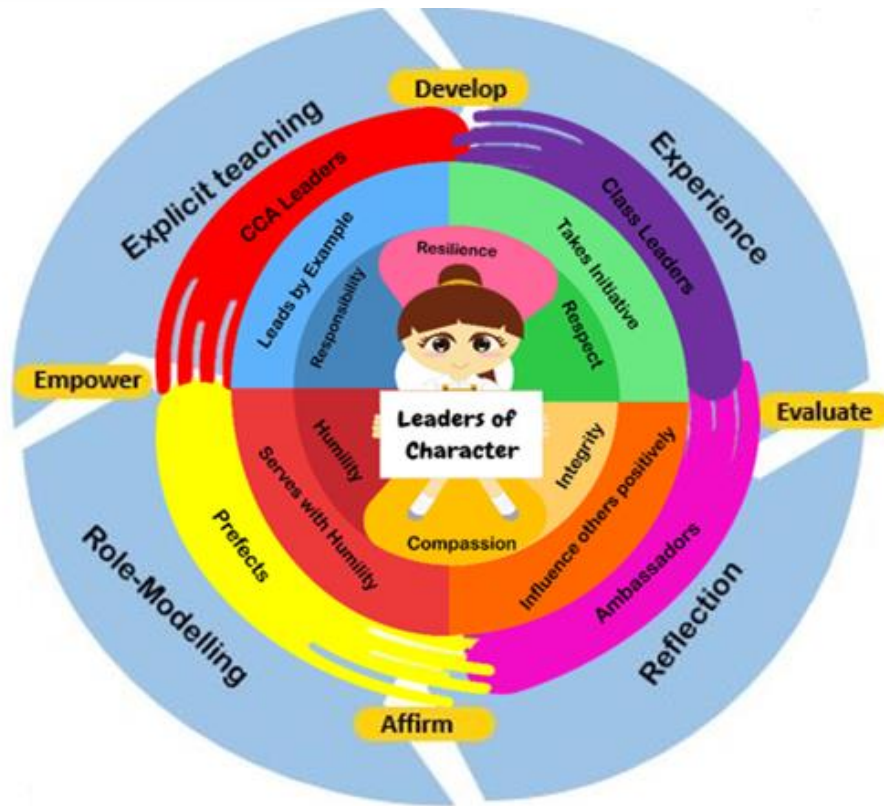 Develop
Explicit teaching
Experience
CCA Leaders
Class Leaders
Leads by Example
Takes Initiative
Resilience
Responsibility
Respect
Empower
Evaluate
Leaders of
Character
Humility
Integrity
Serves with Humility
Influence others positively
Compassion
Prefects
Ambassadors
Role-Modelling
Reflection
Affirm